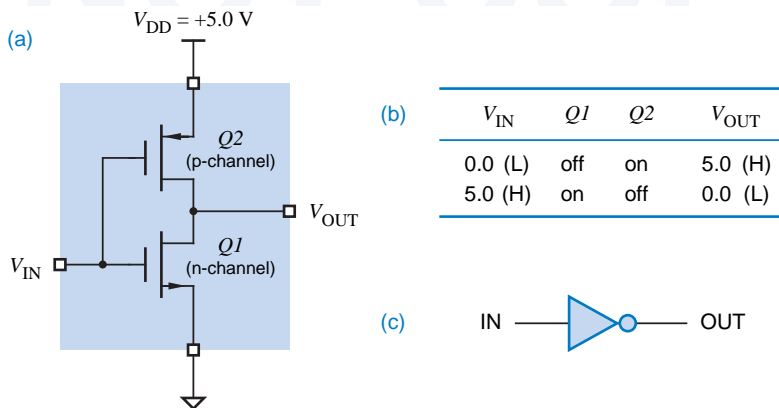 V_DD = +5.0 V
(a)
Q2
(p-channel)
V_OUT
Q1
(n-channel)
V_IN
(b)
V_IN Q1 Q2 V_OUT
0.0 (L) off on 5.0 (H)
5.0 (H) on off 0.0 (L)
(c) IN OUT